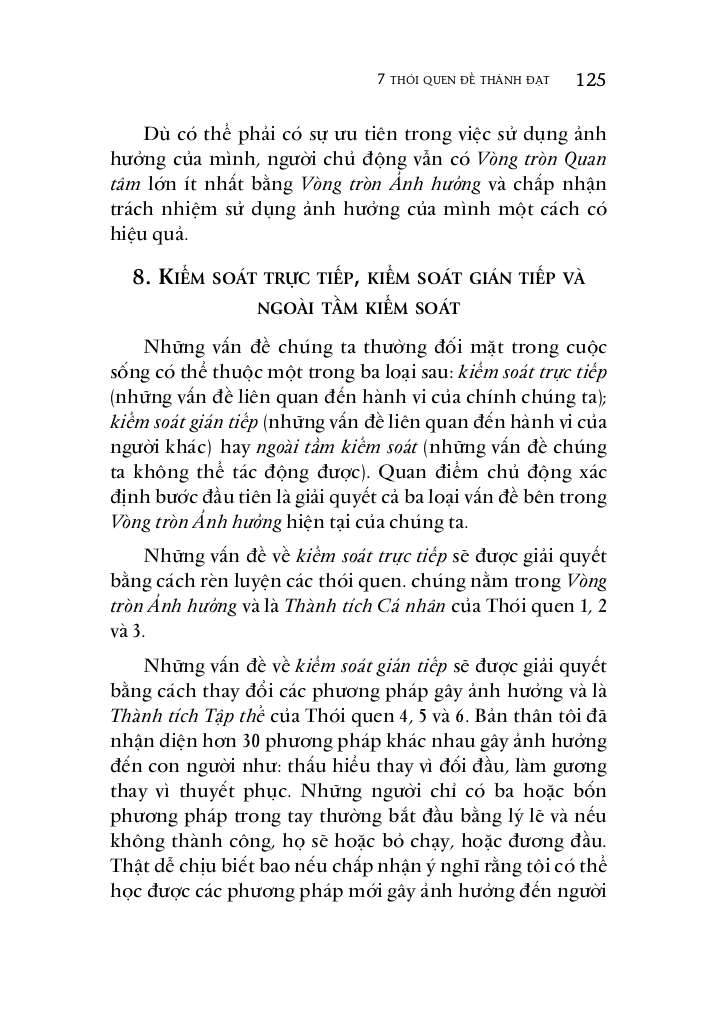 7 THÓI QUEN ĐỂ THÀNH ĐẠT 125
Dù có thể phải có sự ưu tiên trong việc sử dụng ảnh
hưởng của mình, người chủ động vẫn có Vòng tròn Quan
tâm lớn ít nhất bằng Vòng tròn Ảnh hưởng và chấp nhận
trách nhiệm sử dụng ảnh hưởng của mình một cách có
hiệu quả.
8. KIỂM SOÁT TRỰC TIẾP, KIỂM SOÁT GIÁN TIẾP VÀ
NGOÀI TẦM KIỂM SOÁT
Những vấn đề chúng ta thường đối mặt trong cuộc
sống có thể thuộc một trong ba loại sau: kiểm soát trực tiếp
(những vấn đề liên quan đến hành vi của chính chúng ta);
kiểm soát gián tiếp (những vấn đề liên quan đến hành vi của
người khác) hay ngoài tầm kiểm soát (những vấn đề chúng
ta không thể tác động được). Quan điểm chủ động xác
định bước đầu tiên là giải quyết cả ba loại vấn đề bên trong
Vòng tròn Ảnh hưởng hiện tại của chúng ta.
Những vấn đề về kiểm soát trực tiếp sẽ được giải quyết
bằng cách rèn luyện các thói quen. chúng nằm trong Vòng
tròn Ảnh hưởng và là Thành tích Cá nhân của Thói quen 1, 2
và 3.
Những vấn đề về kiểm soát gián tiếp sẽ được giải quyết
bằng cách thay đổi các phương pháp gây ảnh hưởng và là
Thành tích Tập thể của Thói quen 4, 5 và 6. Bản thân tôi đã
nhận diện hơn 30 phương pháp khác nhau gây ảnh hưởng
đến con người như: thấu hiểu thay vì đối đầu, làm gương
thay vì thuyết phục. Những người chỉ có ba hoặc bốn
phương pháp trong tay thường bắt đầu bằng lý lẽ và nếu
không thành công, họ sẽ hoặc bỏ chạy, hoặc đương đầu.
Thật dễ chịu biết bao nếu chấp nhận ý nghĩ rằng tôi có thể
học được các phương pháp mới gây ảnh hưởng đến người